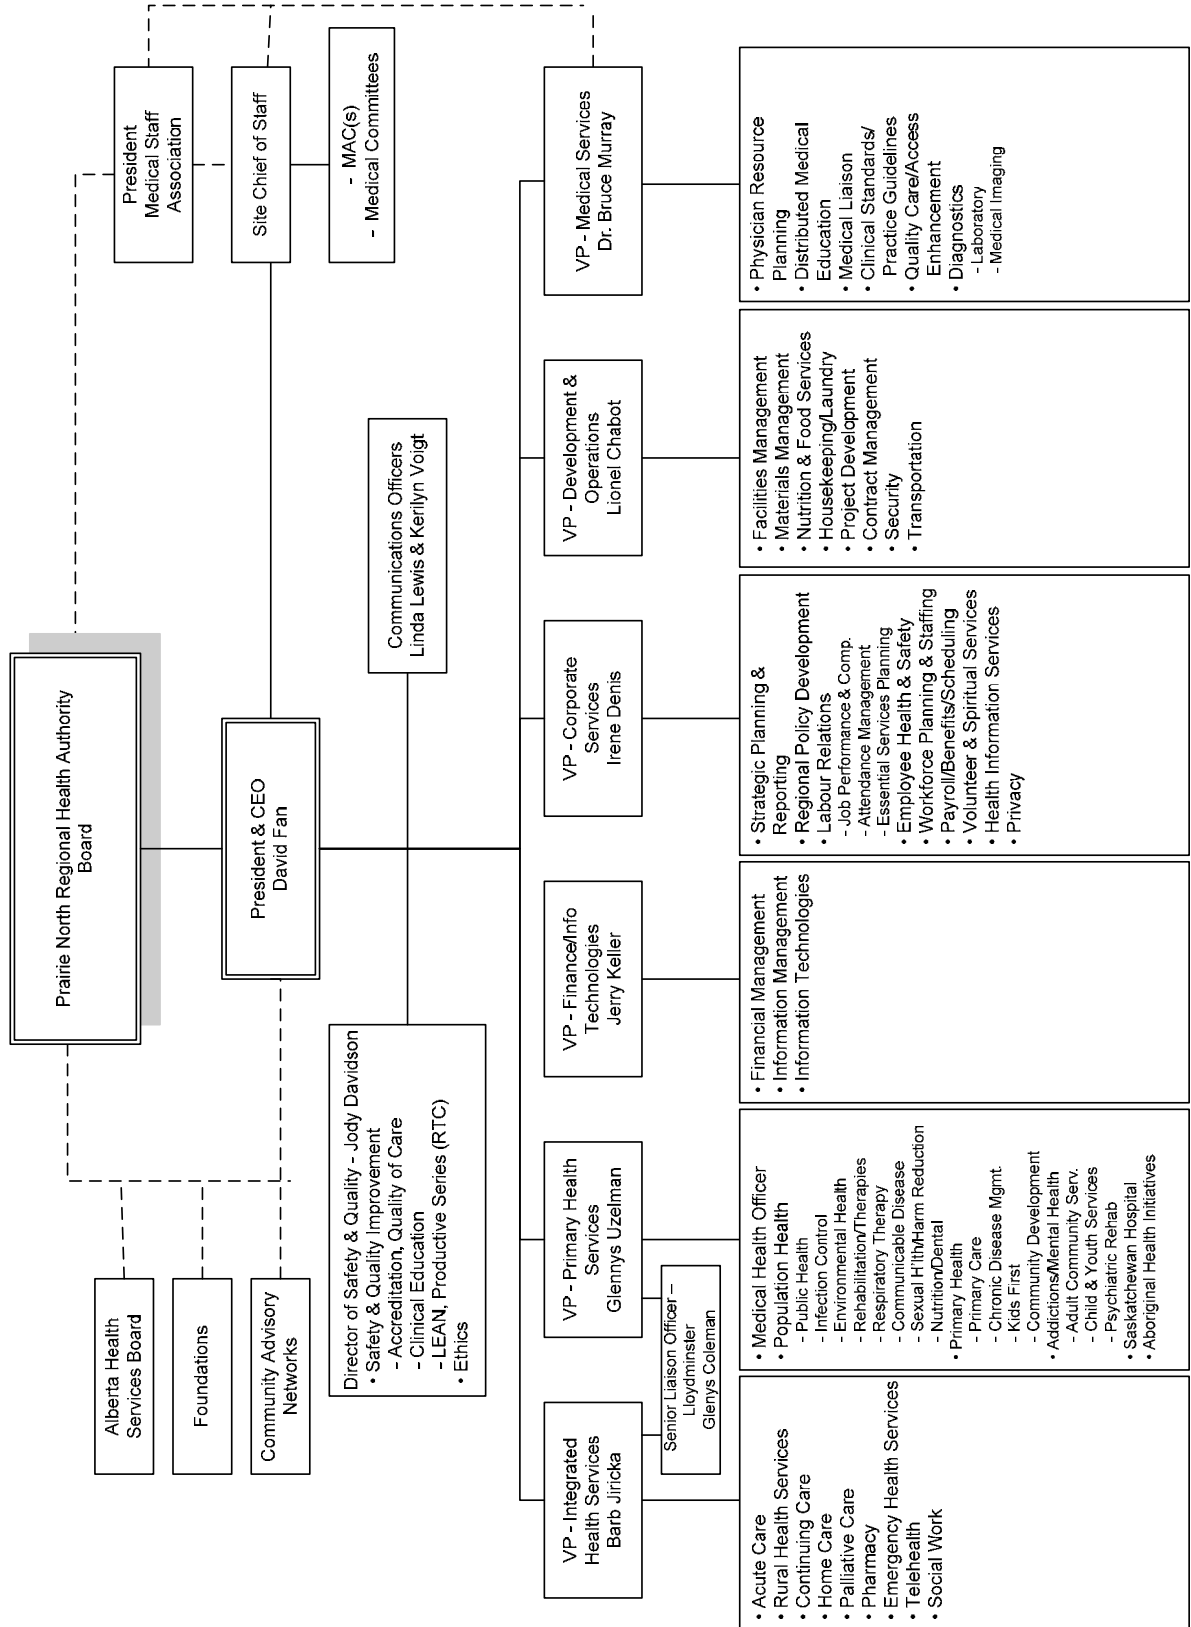 Prairie North Regional Health Authority
Board
President
Medical Staff
Association
Alberta Health
Services Board
Foundations
Community Advisory
Networks
President & CEO
David Fan
Site Chief of Staff
- MAC(s)
- Medical Committees
Director of Safety & Quality - Jody Davidson
• Safety & Quality Improvement
- Accreditation, Quality of Care
- Clinical Education
- LEAN, Productive Series (RTC)
• Ethics
Communications Officers
Linda Lewis & Kerilyn Voigt
VP - Integrated
Health Services
Barb Jiricka
Senior Liaison Officer –
Lloydminster
Glenys Coleman
VP - Primary Health
Services
Glennys Uzelman
VP - Finance/Info
Technologies
Jerry Keller
VP - Corporate
Services
Irene Denis
VP - Development &
Operations
Lionel Chabot
VP - Medical Services
Dr. Bruce Murray
• Acute Care
• Rural Health Services
• Continuing Care
• Home Care
• Palliative Care
• Pharmacy
• Emergency Health Services
• Telehealth
• Social Work
• Medical Health Officer
• Population Health
- Public Health
- Infection Control
- Environmental Health
- Rehabilitation/Therapies
- Respiratory Therapy
- Communicable Disease
- Sexual H'lth/Harm Reduction
- Nutrition/Dental
• Primary Health
- Primary Care
- Chronic Disease Mgmt.
- Kids First
- Community Development
• Addictions/Mental Health
- Adult Community Serv.
- Child & Youth Services
- Psychiatric Rehab
• Saskatchewan Hospital
• Aboriginal Health Initiatives
• Financial Management
• Information Management
• Information Technologies
• Strategic Planning &
Reporting
• Regional Policy Development
• Labour Relations
- Job Performance & Comp.
- Attendance Management
- Essential Services Planning
• Employee Health & Safety
• Workforce Planning & Staffing
• Payroll/Benefits/Scheduling
• Volunteer & Spiritual Services
• Health Information Services
• Privacy
• Facilities Management
• Materials Management
• Nutrition & Food Services
• Housekeeping/Laundry
• Project Development
• Contract Management
• Security
• Transportation
• Physician Resource
Planning
• Distributed Medical
Education
• Medical Liaison
• Clinical Standards/
Practice Guidelines
• Quality Care/Access
Enhancement
• Diagnostics
- Laboratory
- Medical Imaging